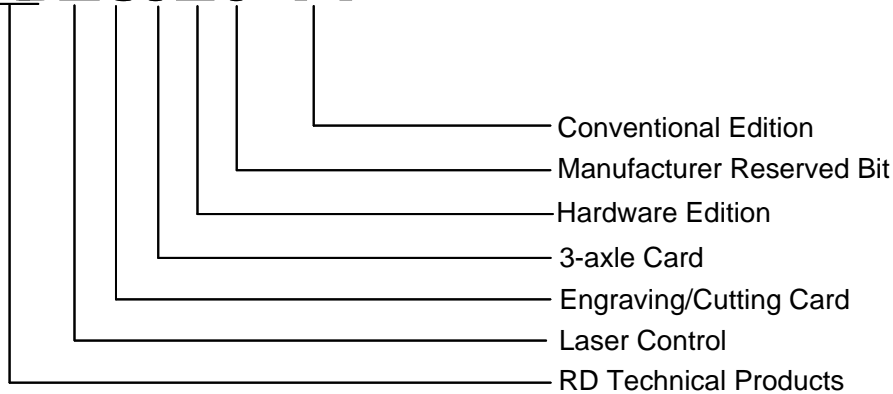 Conventional Edition
Manufacturer Reserved Bit
Hardware Edition
3-axle Card
Engraving/Cutting Card
Laser Control
RD Technical Products